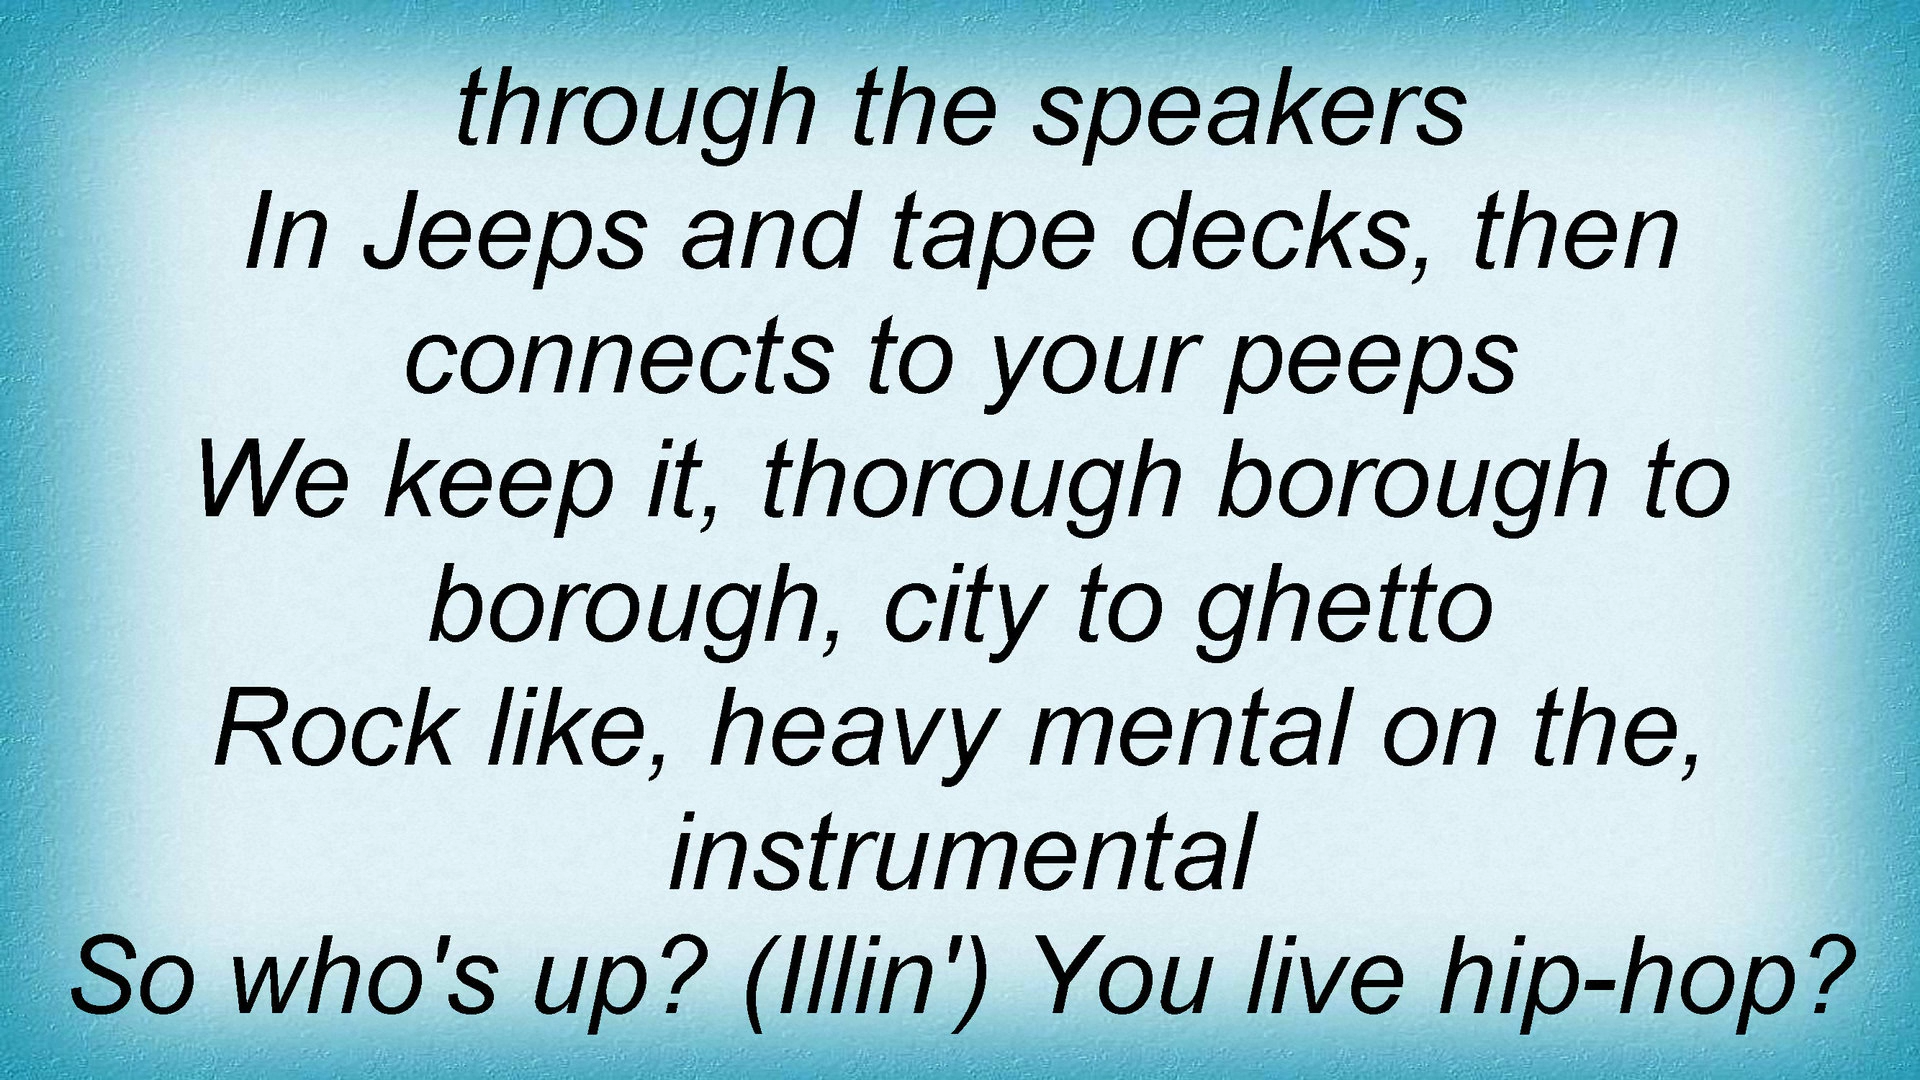 through the speakers
In Jeeps and tape decks, then
connects to your peeps
We keep it, thorough borough to
borough, city to ghetto
Rock like, heavy mental on the,
instrumental
So who's up? (Illin') You live hip-hop?